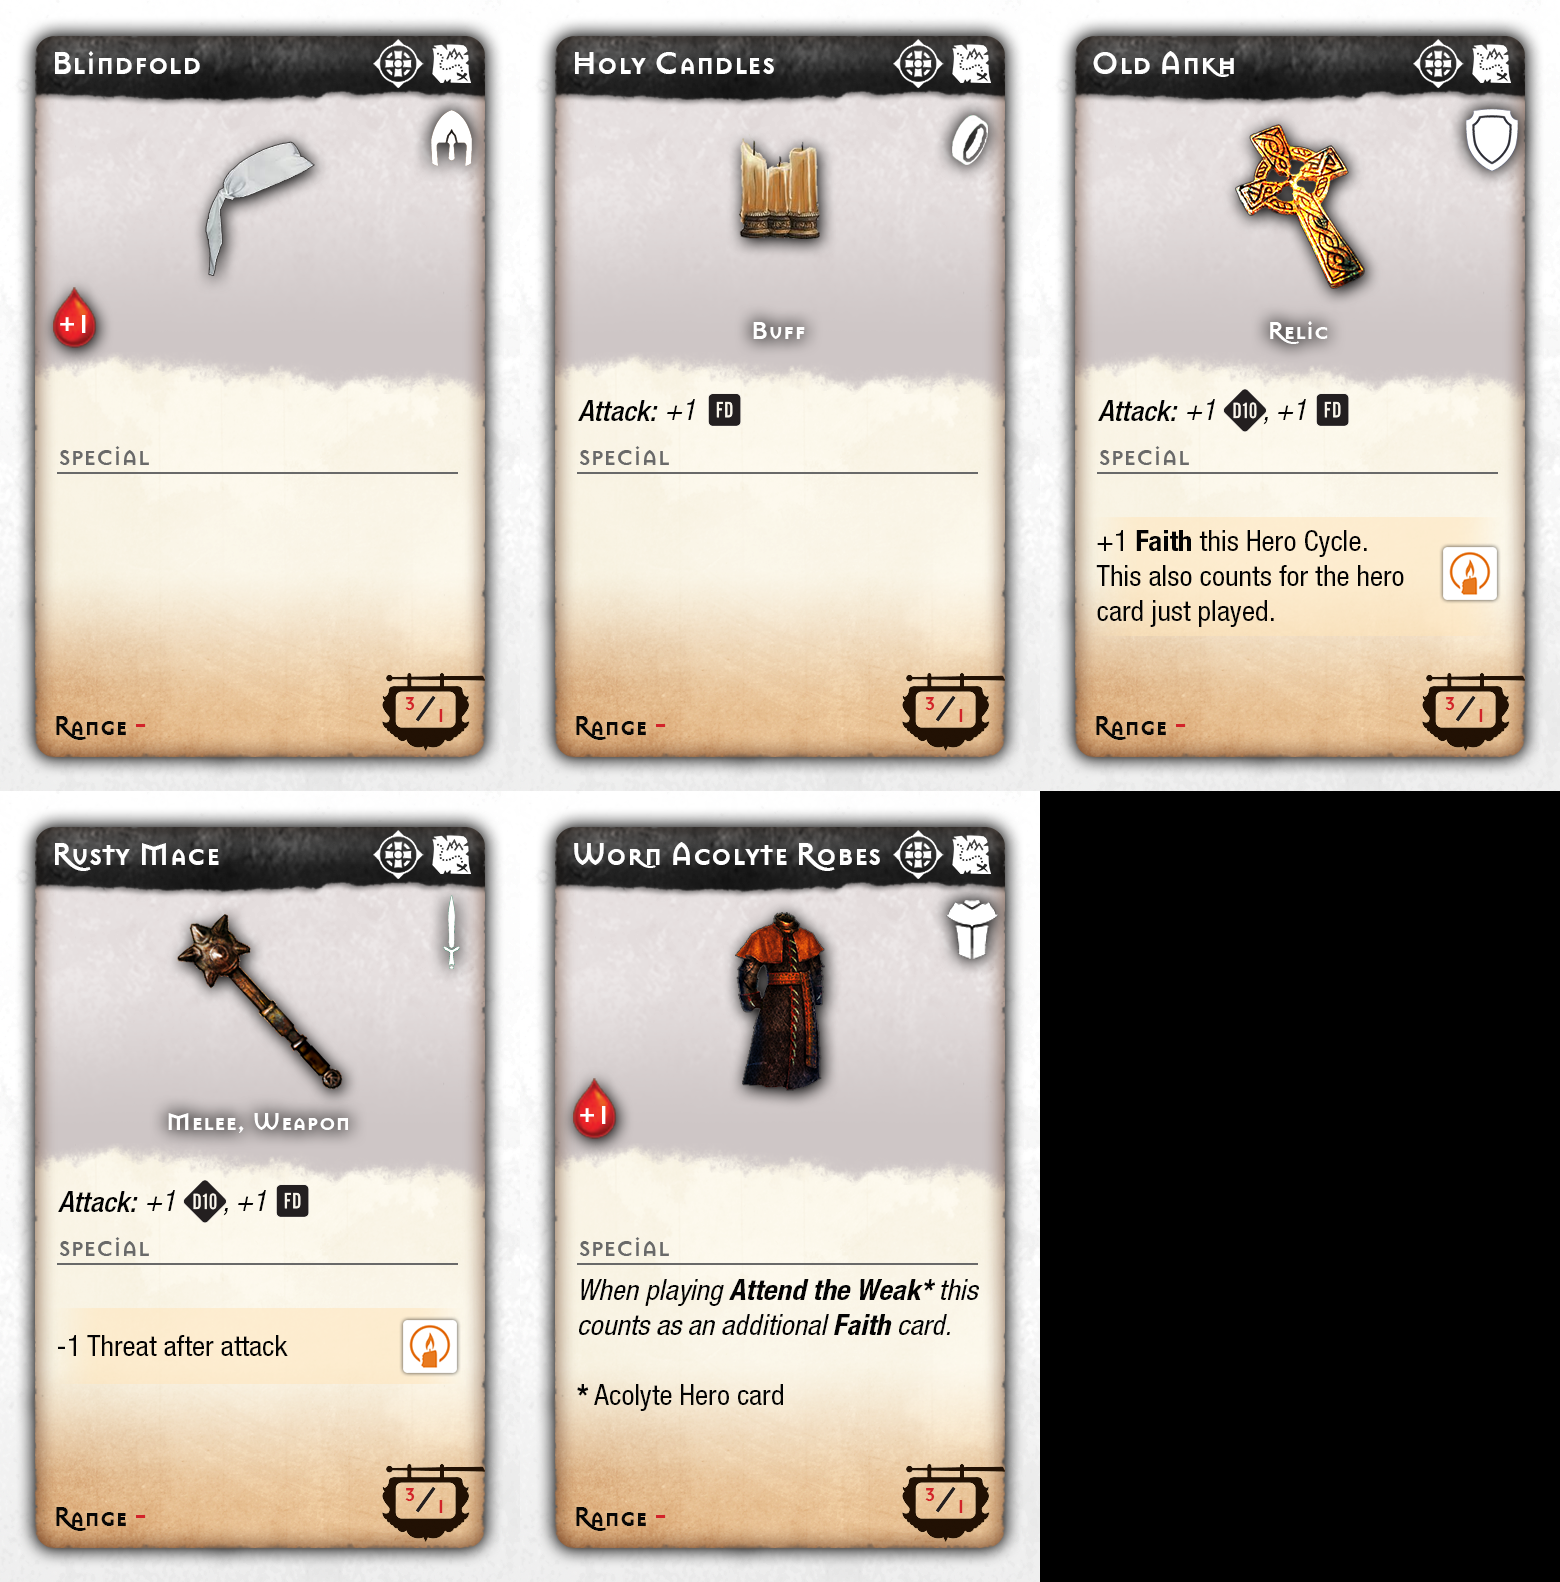 Blindfold
+1
SPECIAL
Range -
3/1
Holy Candles
Buff
Attack: +1 FD
SPECIAL
Range -
3/1
Old Ankh
Relic
Attack: +1 D10, +1 FD
SPECIAL
+1 Faith this Hero Cycle.
This also counts for the hero
card just played.
Range -
3/1
Rusty Mace
Melee, Weapon
Attack: +1 D10, +1 FD
SPECIAL
-1 Threat after attack
Range -
3/1
Worn Acolyte Robes
+1
SPECIAL
When playing Attend the Weak* this
counts as an additional Faith card.
* Acolyte Hero card
Range -
3/1